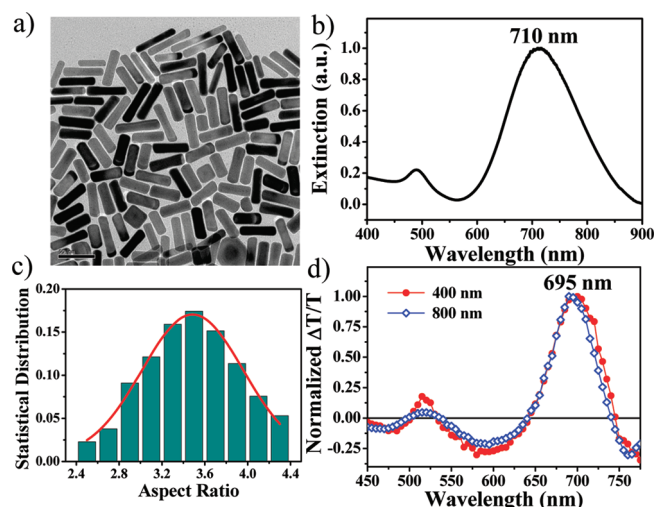 a)
b)
710 nm
Extinction (a.u.)
1.0
0.8
0.6
0.4
0.2
0.0
400 500 600 700 800 900
Wavelength (nm)
c)
Statistical Distribution
0.20
0.15
0.10
0.05
0.00
2.4 2.8 3.2 3.6 4.0 4.4
Aspect Ratio
d)
695 nm
400 nm
800 nm
Normalized ΔT/T
1.00
0.75
0.50
0.25
0.00
-0.25
450 500 550 600 650 700 750
Wavelength (nm)